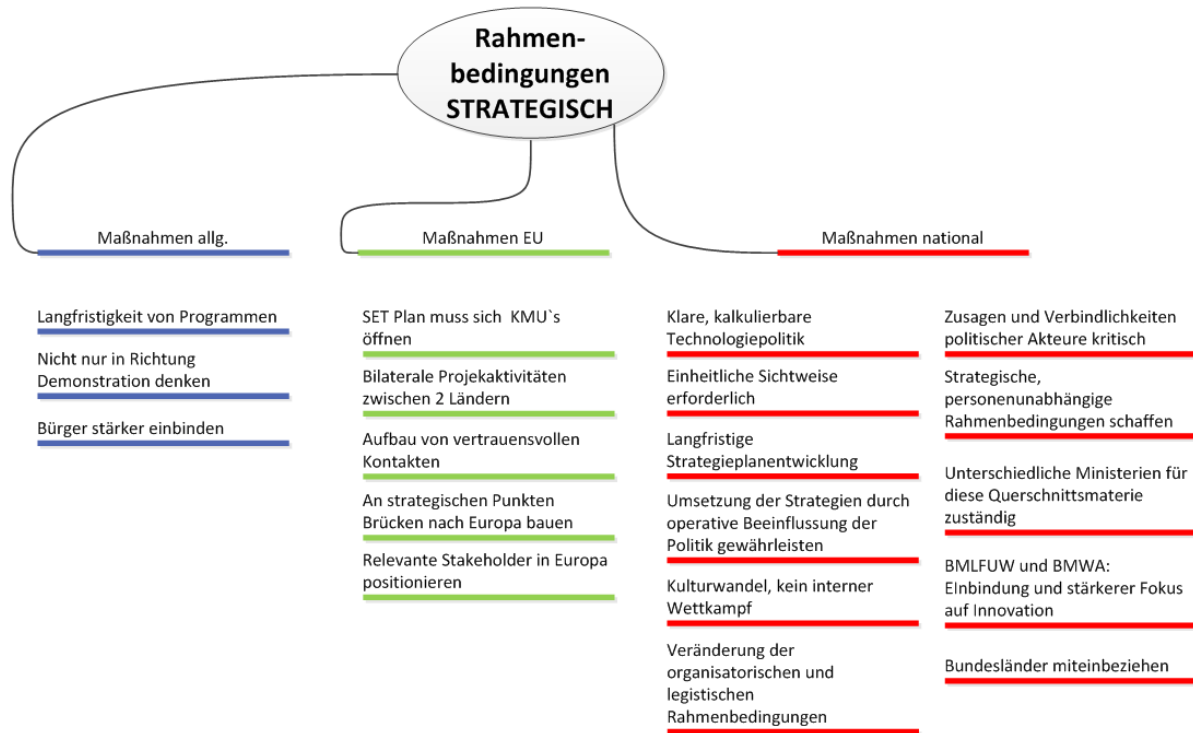 Rahmen-
bedingungen
STRATEGISCH
Maßnahmen allg.
Maßnahmen EU
Maßnahmen national
Langfristigkeit von Programmen
Nicht nur in Richtung
Demonstration denken
Bürger stärker einbinden
SET Plan muss sich KMU`s
öffnen
Bilaterale Projekaktivitäten
zwischen 2 Ländern
Aufbau von vertrauensvollen
Kontakten
An strategischen Punkten
Brücken nach Europa bauen
Relevante Stakeholder in Europa
positionieren
Klare, kalkulierbare
Technologiepolitik
Einheitliche Sichtweise
erforderlich
Langfristige
Strategieplanentwicklung
Umsetzung der Strategien durch
operative Beeinflussung der
Politik gewährleisten
Kulturwandel, kein interner
Wettkampf
Veränderung der
organisatorischen und
legistischen
Rahmenbedingungen
Zusagen und Verbindlichkeiten
politischer Akteure kritisch
Strategische,
personenunabhängige
Rahmenbedingungen schaffen
Unterschiedliche Ministerien für
diese Querschnittsmaterie
zuständig
BMLFUW und BMWA:
EInbindung und stärkerer Fokus
auf Innovation
Bundesländer miteinbeziehen